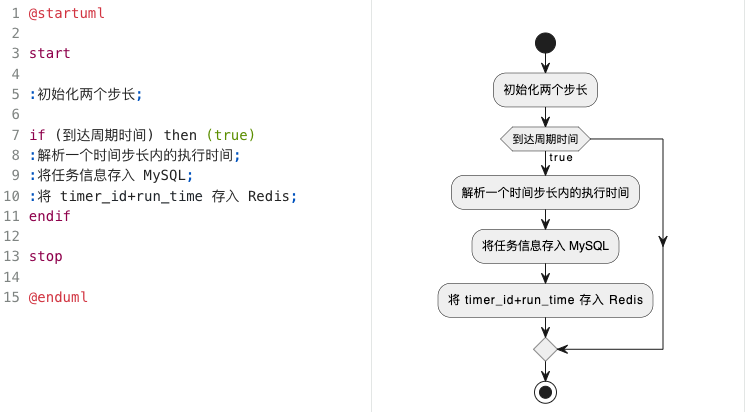 1 @startuml
2
3 start
4
5 :初始化两个步长;
6
7 if (到达周期时间) then (true)
8 :解析一个时间步长内的执行时间;
9 :将任务信息存入 MySQL;
10 :将 timer_id+run_time 存入 Redis;
11 endif
12
13 stop
14
15 @enduml
初始化两个步长
到达周期时间
true
解析一个时间步长内的执行时间
将任务信息存入 MySQL
将 timer_id+run_time 存入 Redis